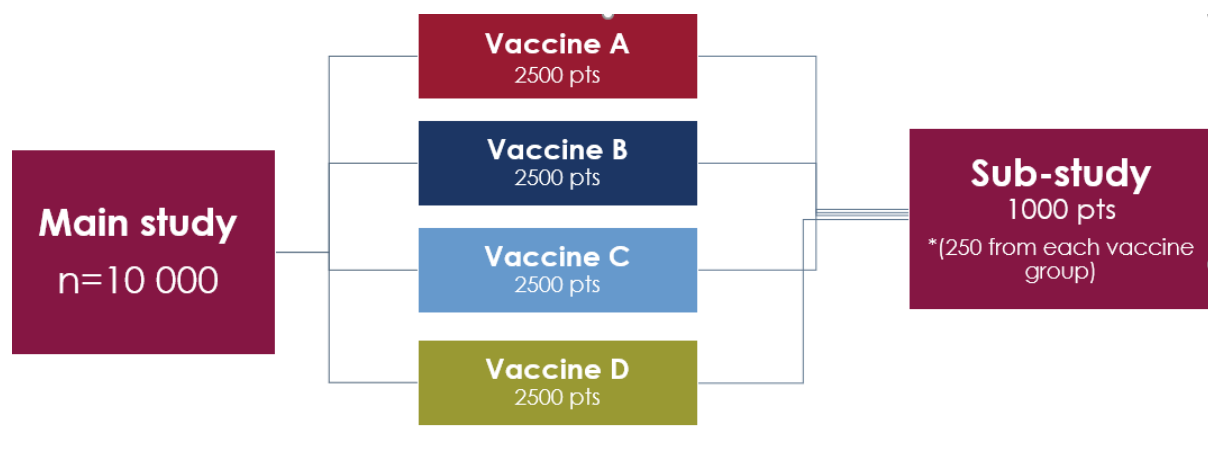 Main study
n=10 000
Vaccine A
2500 pts
Vaccine B
2500 pts
Vaccine C
2500 pts
Vaccine D
2500 pts
Sub-study
1000 pts
*(250 from each vaccine
group)